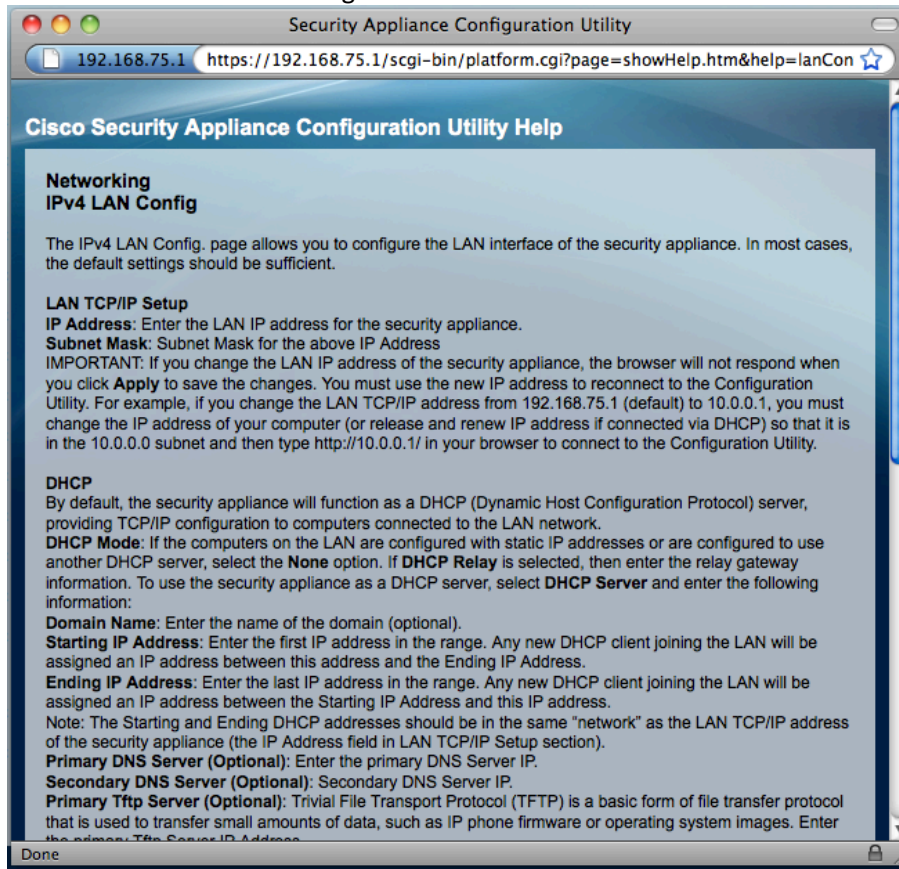 Security Appliance Configuration Utility
192.168.75.1 https://192.168.75.1/scgi-bin/platform.cgi?page=showHelp.htm&help=lanCon
Cisco Security Appliance Configuration Utility Help
Networking
IPv4 LAN Config
The IPv4 LAN Config. page allows you to configure the LAN interface of the security appliance. In most cases,
the default settings should be sufficient.
LAN TCP/IP Setup
IP Address: Enter the LAN IP address for the security appliance.
Subnet Mask: Subnet Mask for the above IP Address
IMPORTANT: If you change the LAN IP address of the security appliance, the browser will not respond when
you click Apply to save the changes. You must use the new IP address to reconnect to the Configuration
Utility. For example, if you change the LAN TCP/IP address from 192.168.75.1 (default) to 10.0.0.1, you must
change the IP address of your computer (or release and renew IP address if connected via DHCP) so that it is
in the 10.0.0.0 subnet and then type http://10.0.0.1/ in your browser to connect to the Configuration Utility.
DHCP
By default, the security appliance will function as a DHCP (Dynamic Host Configuration Protocol) server,
providing TCP/IP configuration to computers connected to the LAN network.
DHCP Mode: If the computers on the LAN are configured with static IP addresses or are configured to use
another DHCP server, select the None option. If DHCP Relay is selected, then enter the relay gateway
information. To use the security appliance as a DHCP server, select DHCP Server and enter the following
information:
Domain Name: Enter the name of the domain (optional).
Starting IP Address: Enter the first IP address in the range. Any new DHCP client joining the LAN will be
assigned an IP address between this address and the Ending IP Address.
Ending IP Address: Enter the last IP address in the range. Any new DHCP client joining the LAN will be
assigned an IP address between the Starting IP Address and this IP address.
Note: The Starting and Ending DHCP addresses should be in the same "network" as the LAN TCP/IP address
of the security appliance (the IP Address field in LAN TCP/IP Setup section).
Primary DNS Server (Optional): Enter the primary DNS Server IP.
Secondary DNS Server (Optional): Secondary DNS Server IP.
Primary Tftp Server (Optional): Trivial File Transport Protocol (TFTP) is a basic form of file transfer protocol
that is used to transfer small amounts of data, such as IP phone firmware or operating system images. Enter
the primary Tftp Server IP Address
Done